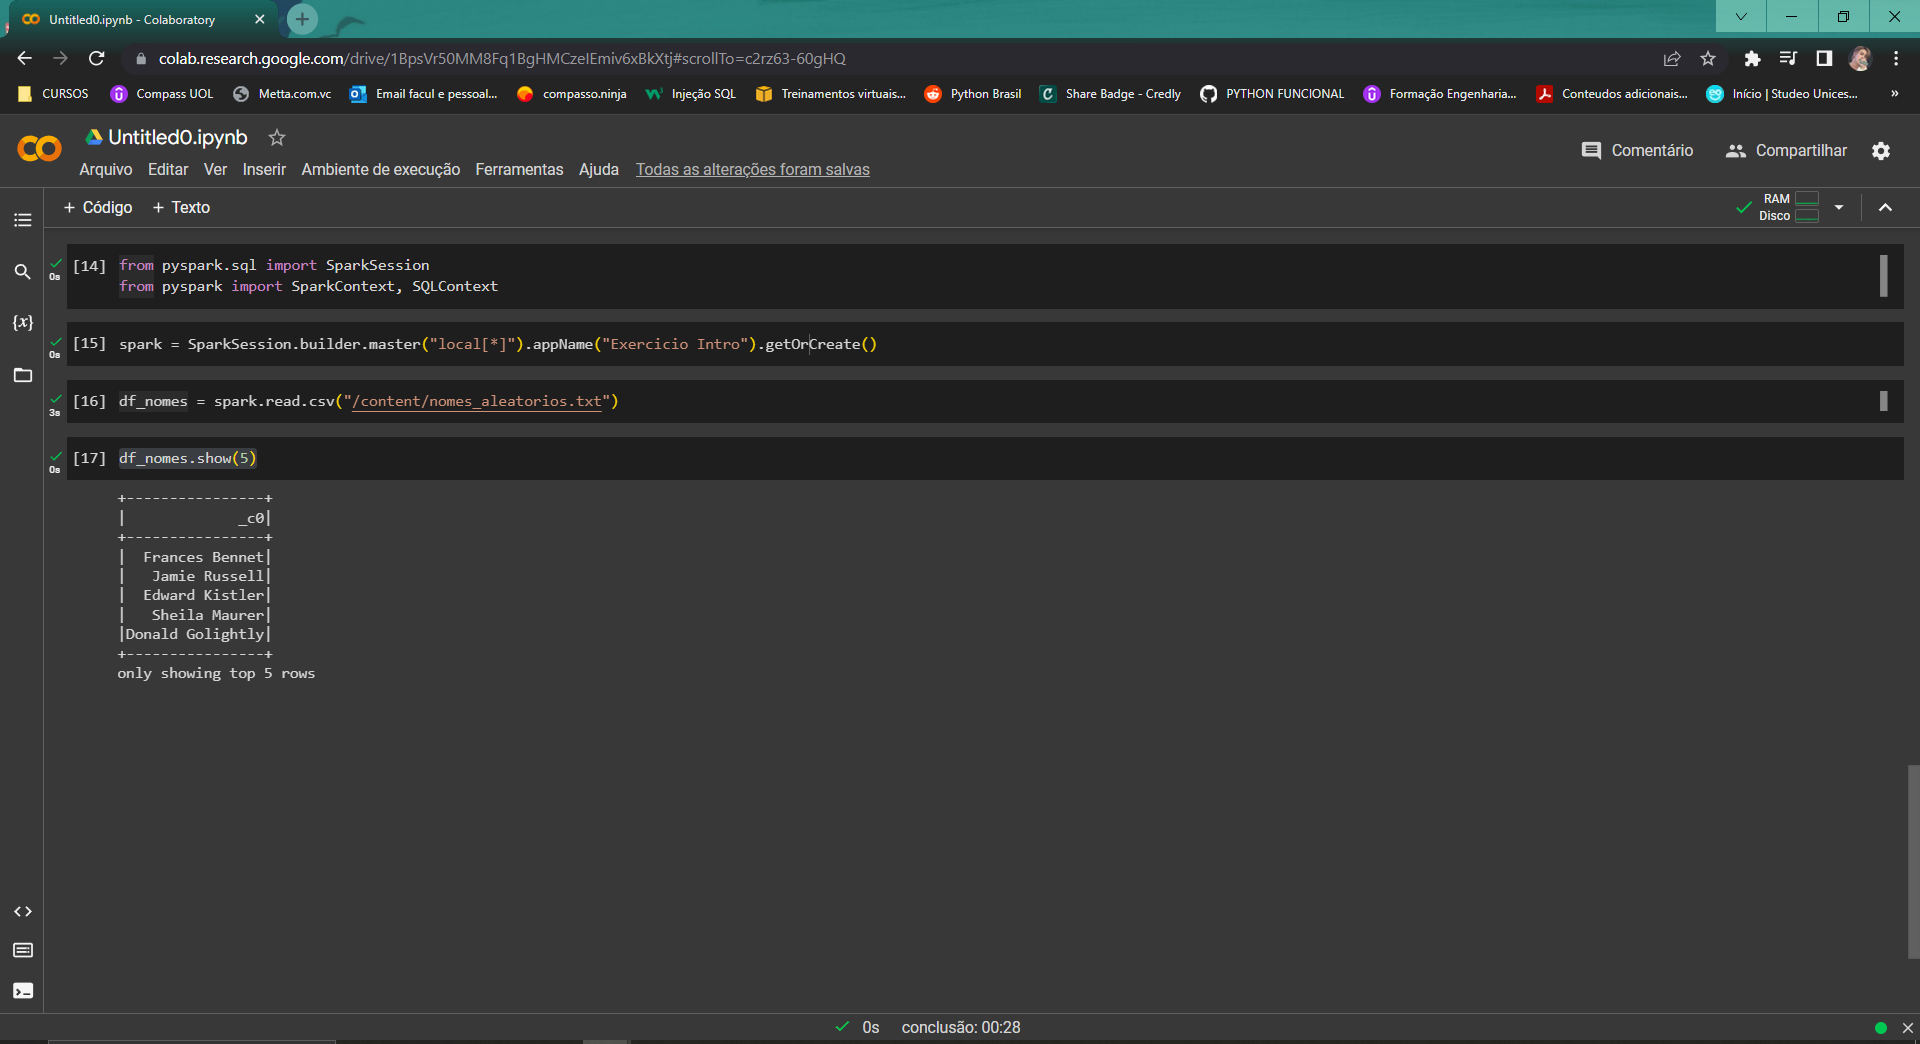 Untitled0.ipynb - Colaboratory
colab.research.google.com/drive/1BpsVr50MM8Fq1BgHMCzeIEmiv6xBkXtj#scrollTo=c2rz63-60gHQ
CURSOS Compass UOL Metta.com.vc Email facul e pessoal... compasso.ninja Injeção SQL Treinamentos virtuais... Python Brasil Share Badge - Credly PYTHON FUNCIONAL Formação Engenharia... Conteudos adicionais... Início | Studeo Unices... »
Untitled0.ipynb
Comentário Compartilhar
Arquivo Editar Ver Inserir Ambiente de execução Ferramentas Ajuda Todas as alterações foram salvas
+ Código + Texto
RAM
Disco
0s [14] from pyspark.sql import SparkSession
from pyspark import SparkContext, SQLContext
0s [15] spark = SparkSession.builder.master("local[*]").appName("Exercicio Intro").getOrCreate()
3s [16] df_nomes = spark.read.csv("/content/nomes_aleatorios.txt")
0s [17] df_nomes.show(5)
+----------------+
|             _c0|
+----------------+
|  Frances Bennet|
|   Jamie Russell|
|  Edward Kistler|
|   Sheila Maurer|
|Donald Golightly|
+----------------+
only showing top 5 rows
0s conclusão: 00:28